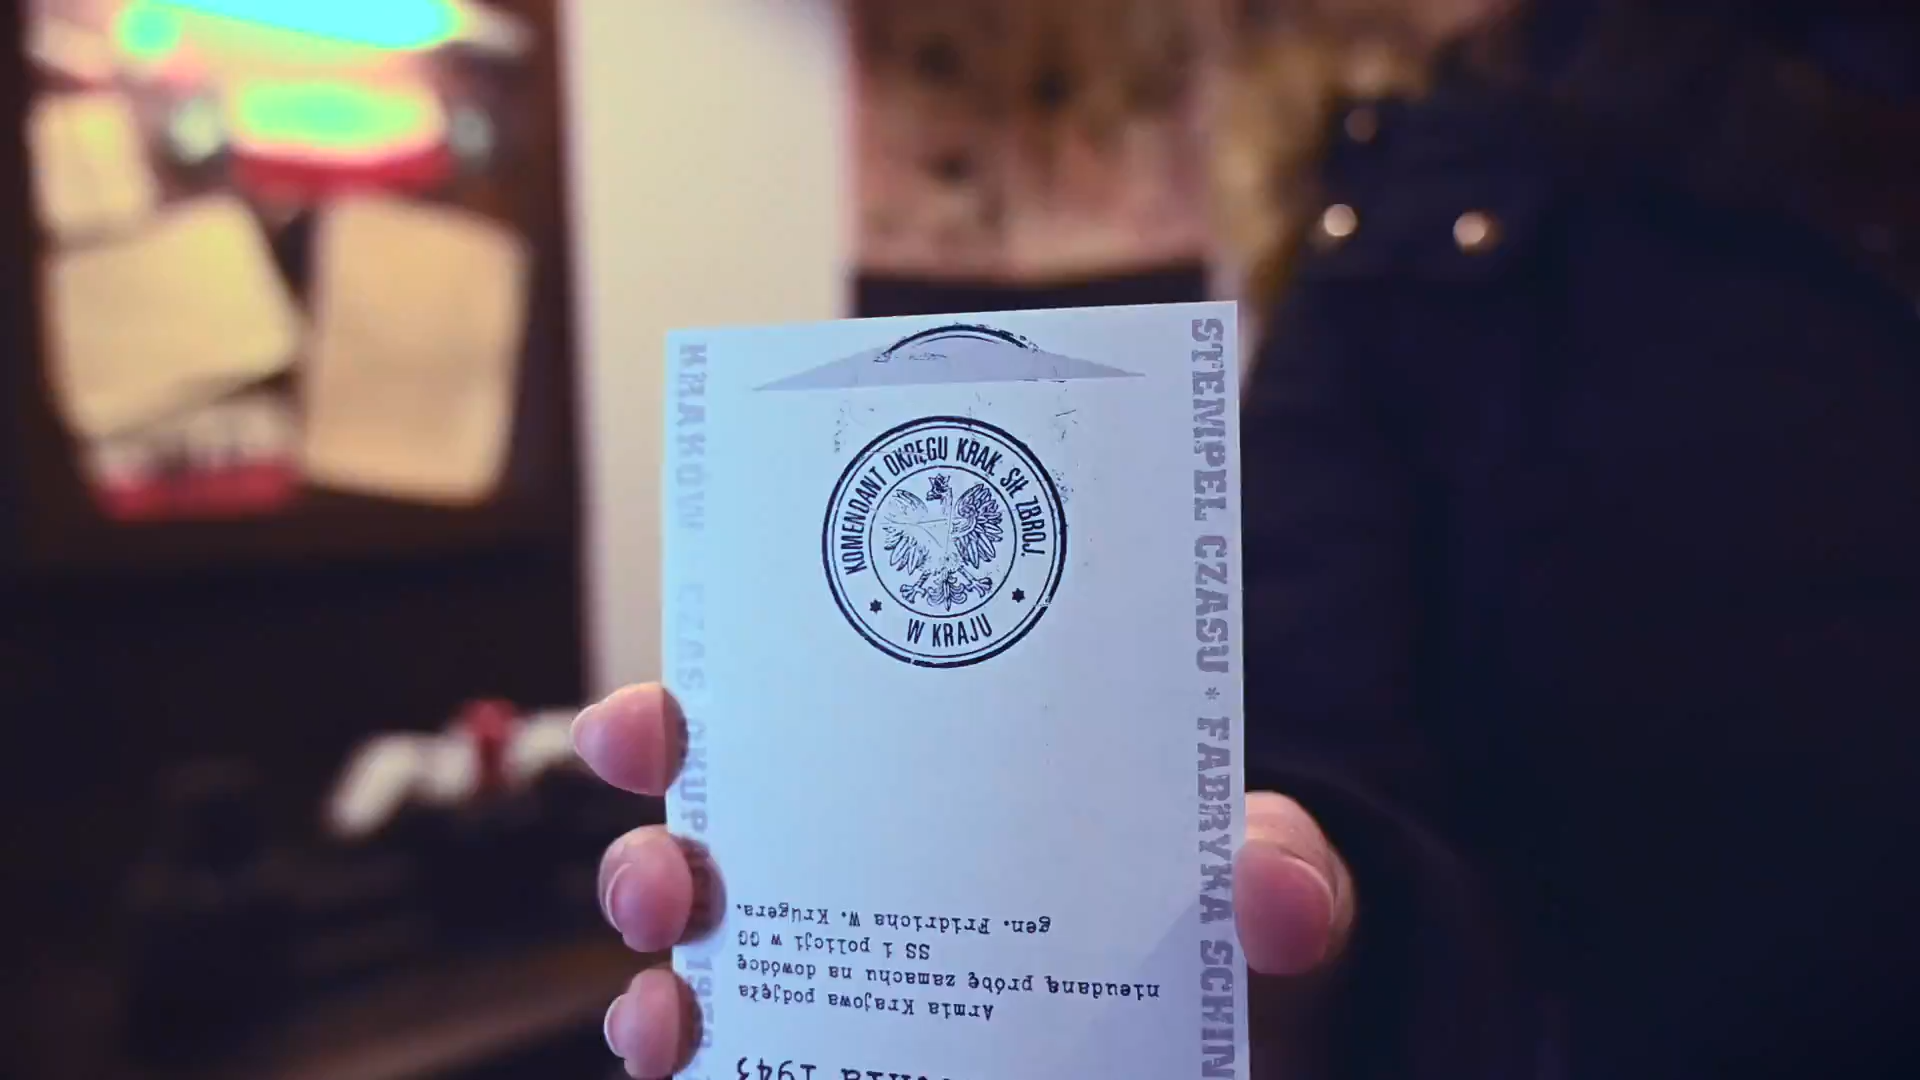 KOMENDANT OKRĘGU KRAK. SIŁ ZBROJ.
W KRAJU
STEMPEL CZASU * FABRYKA SCHIN
KRAKÓW - CZAS OKUP
1943
Armia Krajowa podjęła
nieudaną próbę zamachu na dowódcę
SS i policji w GG
gen. Fridricha W. Krügera.